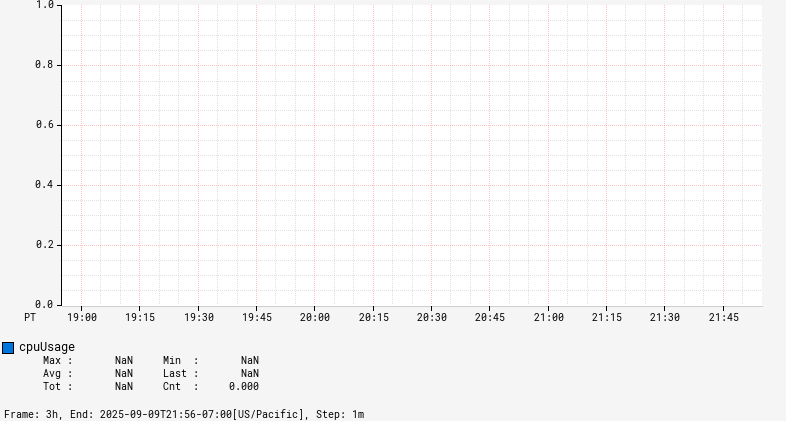 1.0
0.8
0.6
0.4
0.2
0.0
PT 19:00 19:15 19:30 19:45 20:00 20:15 20:30 20:45 21:00 21:15 21:30 21:45
cpuUsage
Max : NaN Min : NaN
Avg : NaN Last : NaN
Tot : NaN Cnt : 0.000
Frame: 3h, End: 2025-09-09T21:56-07:00[US/Pacific], Step: 1m